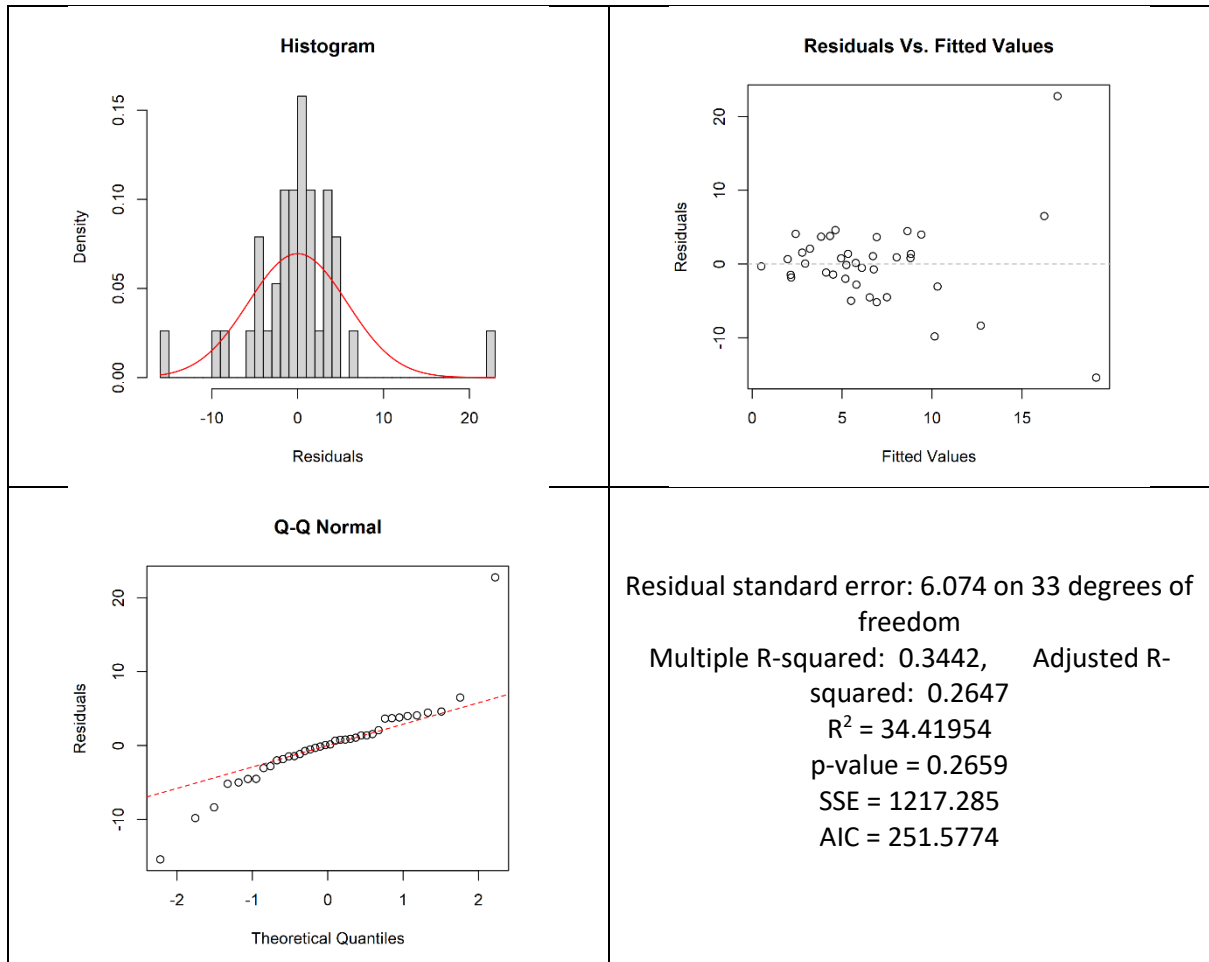 Histogram
0.15
0.10
0.05
0.00
Density
-10 0 10 20
Residuals
Residuals Vs. Fitted Values
20
10
0
-10
Residuals
0 5 10 15
Fitted Values
Q-Q Normal
20
10
0
-10
Residuals
-2 -1 0 1 2
Theoretical Quantiles
Residual standard error: 6.074 on 33 degrees of
freedom
Multiple R-squared: 0.3442, Adjusted R-
squared: 0.2647
R² = 34.41954
p-value = 0.2659
SSE = 1217.285
AIC = 251.5774